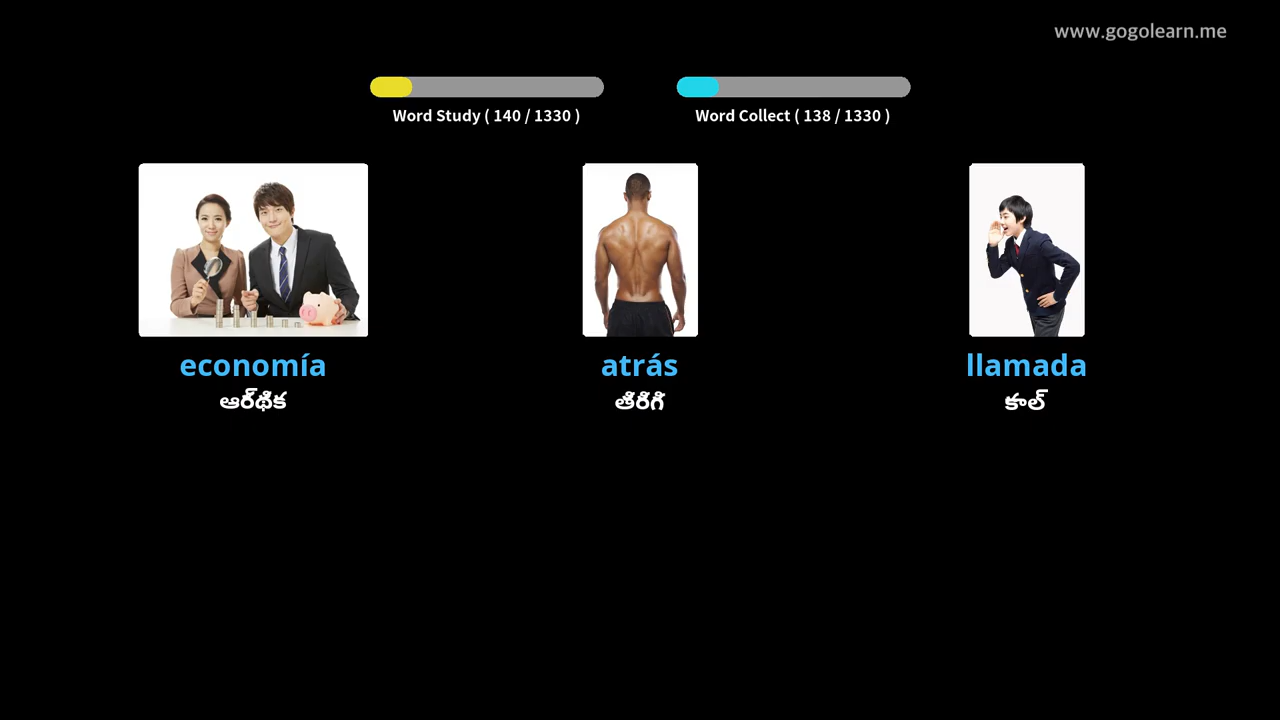 www.gogolearn.me
Word Study ( 140 / 1330 )
Word Collect ( 138 / 1330 )
economía
atrás
llamada
ఆర్థిక
తిరిగి
కాల్